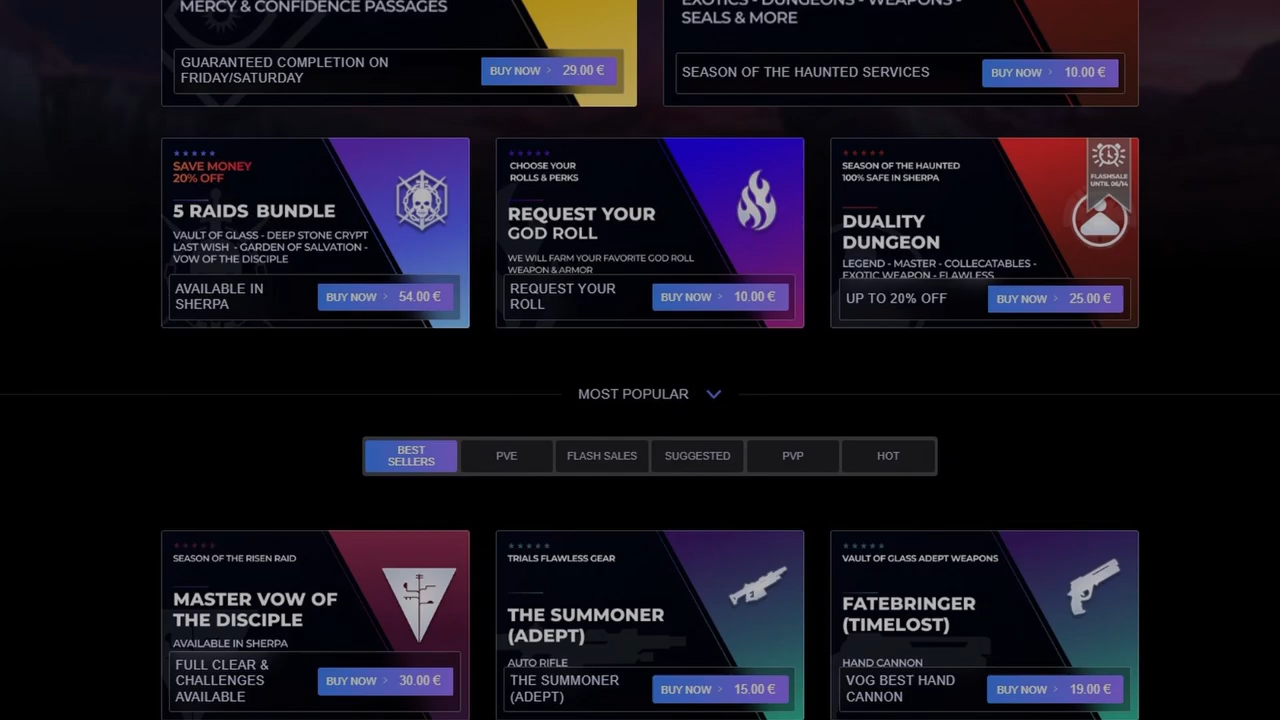 MERCY & CONFIDENCE PASSAGES
GUARANTEED COMPLETION ON
FRIDAY/SATURDAY
BUY NOW > 29.00 €
EXOTICS - DUNGEONS - WEAPONS -
SEALS & MORE
SEASON OF THE HAUNTED SERVICES
BUY NOW > 10.00 €
SAVE MONEY
20% OFF
5 RAIDS BUNDLE
VAULT OF GLASS - DEEP STONE CRYPT
LAST WISH - GARDEN OF SALVATION -
VOW OF THE DISCIPLE
AVAILABLE IN
SHERPA
BUY NOW > 54.00 €
CHOOSE YOUR
ROLLS & PERKS
REQUEST YOUR
GOD ROLL
WE WILL FARM YOUR FAVORITE GOD ROLL
WEAPON & ARMOR
REQUEST YOUR
ROLL
BUY NOW > 10.00 €
SEASON OF THE HAUNTED
100% SAFE IN SHERPA
FLASHSALE
UNTIL 06/14
DUALITY
DUNGEON
LEGEND - MASTER - COLLECATABLES -
EXOTIC WEAPON - FLAWLESS
UP TO 20% OFF
BUY NOW > 25.00 €
MOST POPULAR
BEST
SELLERS
PVE
FLASH SALES
SUGGESTED
PVP
HOT
SEASON OF THE RISEN RAID
MASTER VOW OF
THE DISCIPLE
AVAILABLE IN SHERPA
FULL CLEAR &
CHALLENGES
AVAILABLE
BUY NOW > 30.00 €
TRIALS FLAWLESS GEAR
THE SUMMONER
(ADEPT)
AUTO RIFLE
THE SUMMONER
(ADEPT)
BUY NOW > 15.00 €
VAULT OF GLASS ADEPT WEAPONS
FATEBRINGER
(TIMELOST)
HAND CANNON
VOG BEST HAND
CANNON
BUY NOW > 19.00 €